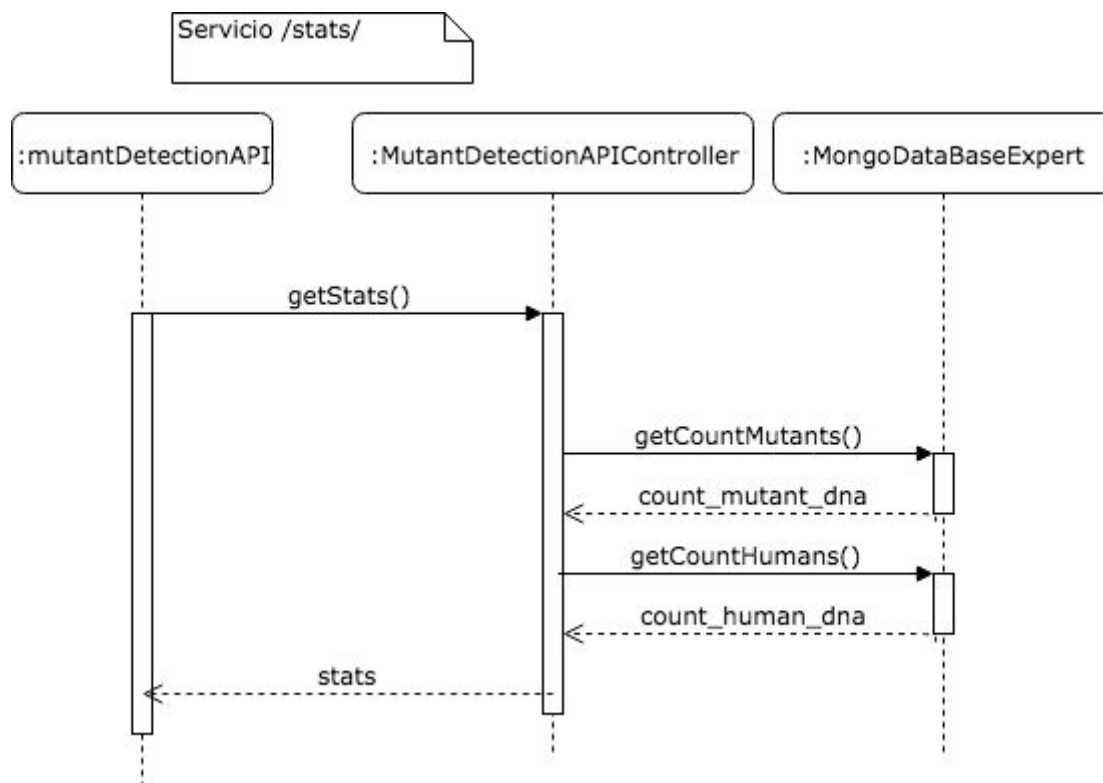 Servicio /stats/
:mutantDetectionAPI
:MutantDetectionAPIController
:MongoDataBaseExpert
getStats()
getCountMutants()
count_mutant_dna
getCountHumans()
count_human_dna
stats